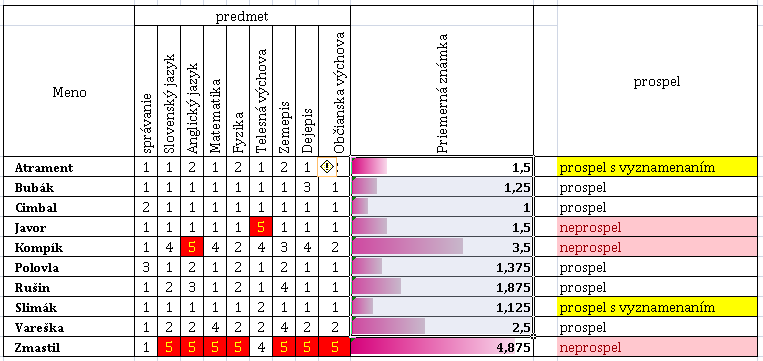 predmet
Meno
správanie
Slovenský jazyk
Anglický jazyk
Matematika
Fyzika
Telesná výchova
Zemepis
Dejepis
Občianska výchova
Priemerná známka
prospel
Atrament 1 1 2 1 2 1 2 1 1,5 prospel s vyznamenaním
Bubák 1 1 1 1 1 1 1 3 1 1,25 prospel
Cimbal 2 1 1 1 1 1 1 1 1 1 prospel
Javor 1 1 1 1 1 5 1 1 1 1,5 neprospel
Kompík 1 4 5 4 2 4 3 4 2 3,5 neprospel
Polovla 3 1 2 1 2 1 2 1 1 1,375 prospel
Rušin 1 2 3 1 2 1 4 1 1 1,875 prospel
Slimák 1 1 1 1 1 2 1 1 1 1,125 prospel s vyznamenaním
Vareška 1 2 2 4 2 2 4 2 2 2,5 prospel
Zmastil 1 5 5 5 5 4 5 5 5 4,875 neprospel